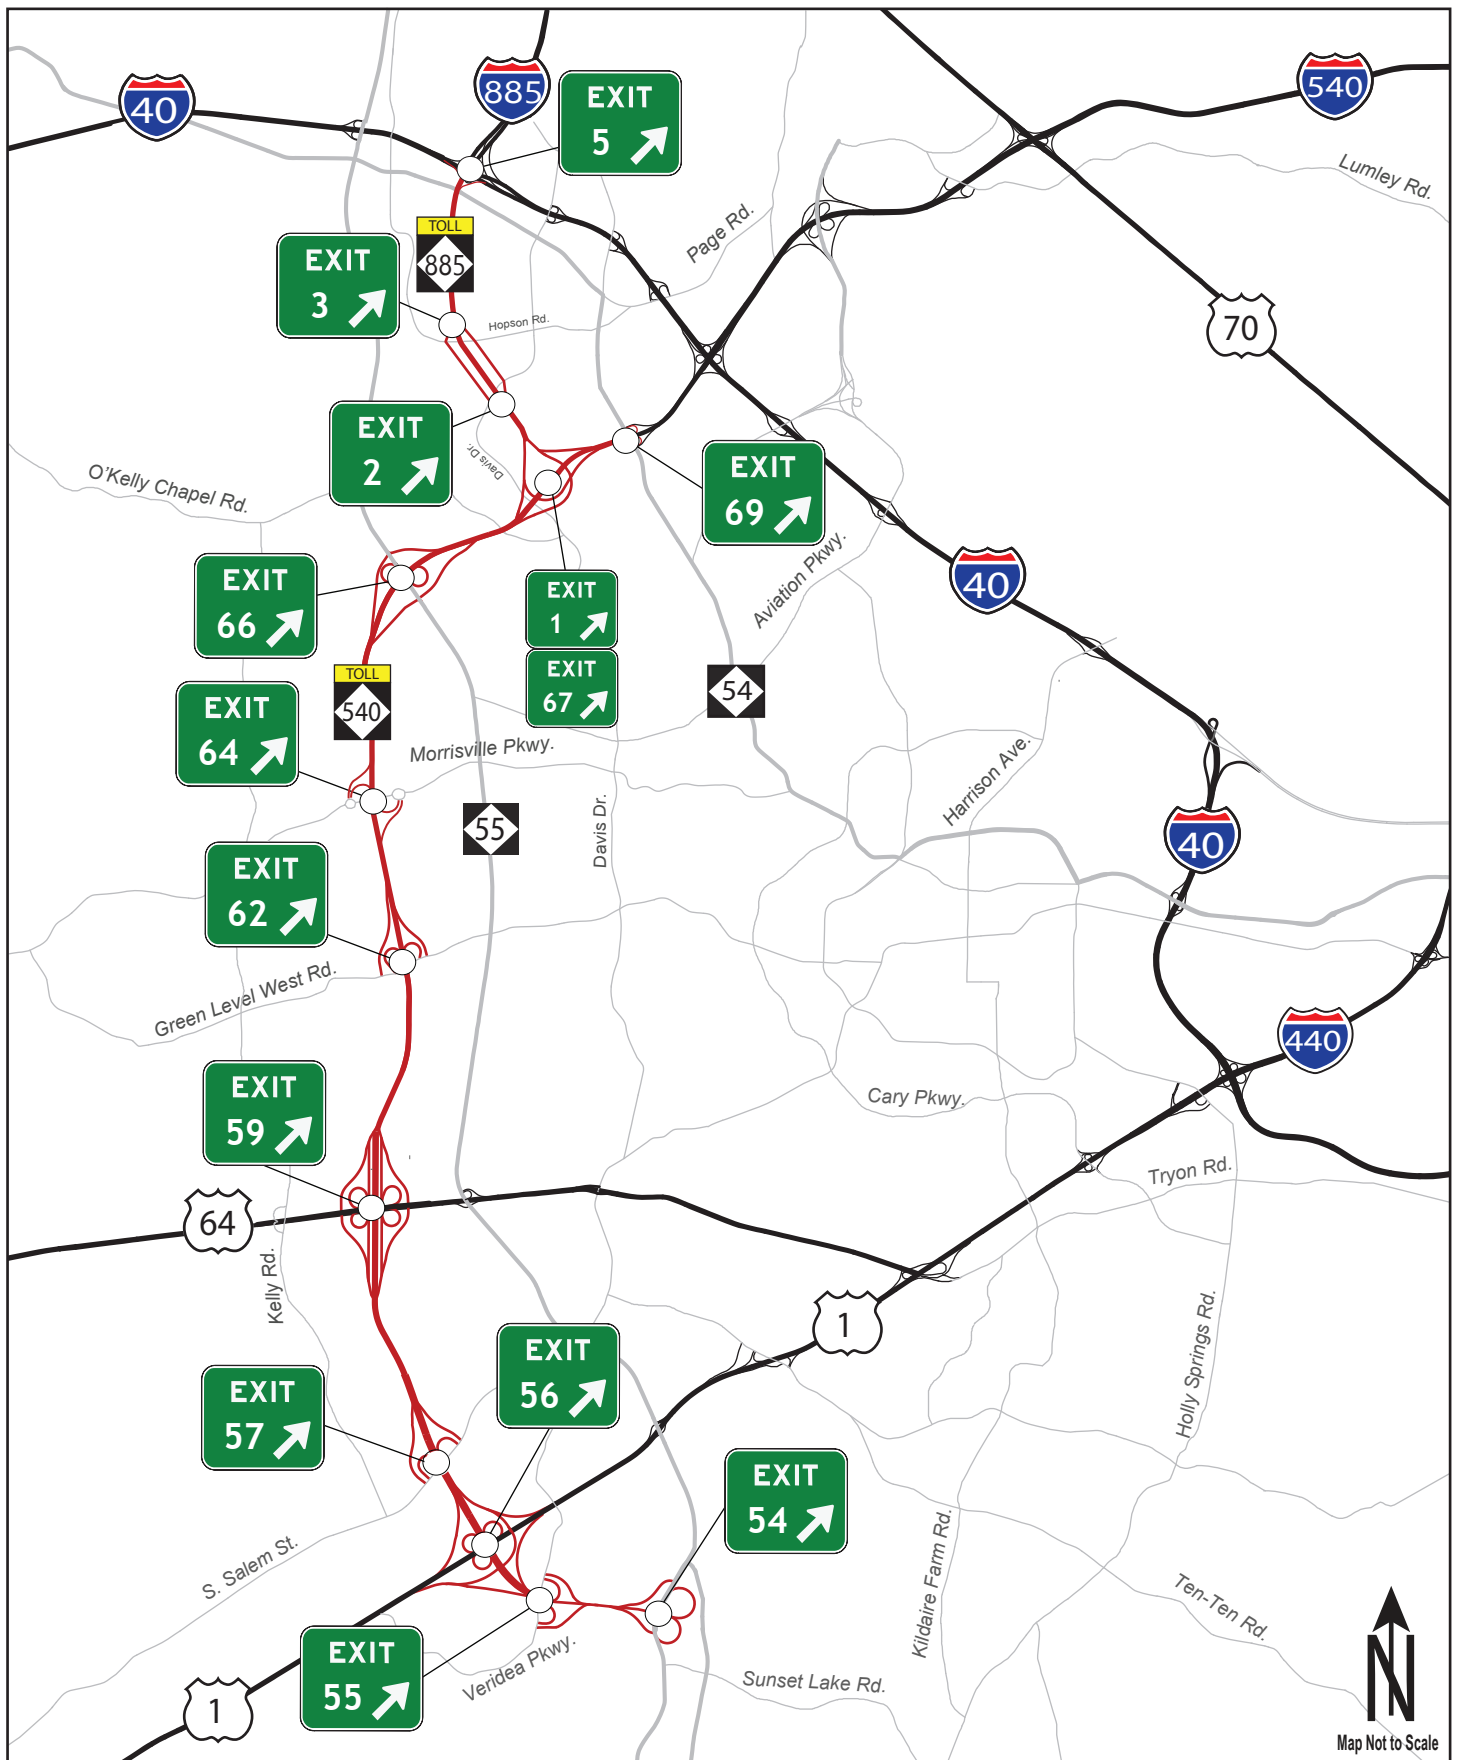 885
540
40
EXIT
5
Lumley Rd.
Page Rd.
TOLL
885
EXIT
3
Hopson Rd.
70
EXIT
2
Davis Dr.
O'Kelly Chapel Rd.
EXIT
69
EXIT
66
EXIT
1
Aviation Pkwy.
40
EXIT
67
TOLL
540
54
EXIT
64
Morrisville Pkwy.
Harrison Ave.
55
Davis Dr.
40
EXIT
62
Green Level West Rd.
440
EXIT
59
Cary Pkwy.
Tryon Rd.
64
Kelly Rd.
1
Holly Springs Rd.
EXIT
56
EXIT
57
EXIT
54
S. Salem St.
Kildaire Farm Rd.
Ten-Ten Rd.
EXIT
55
Veridea Pkwy.
Sunset Lake Rd.
1
N
Map Not to Scale